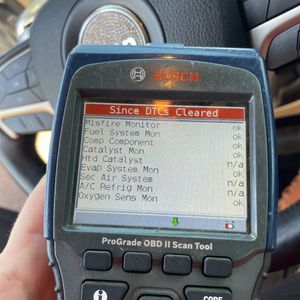 BOSCH
Since DTCs Cleared
Misfire Monitor ok
Fuel System Mon ok
Comp Component ok
Catalyst Mon ok
Htd Catalyst n/a
Evap System Mon ok
Sec Air System n/a
A/C Refrig Mon n/a
Oxygen Sens Mon ok
ProGrade OBD II Scan Tool
CODE